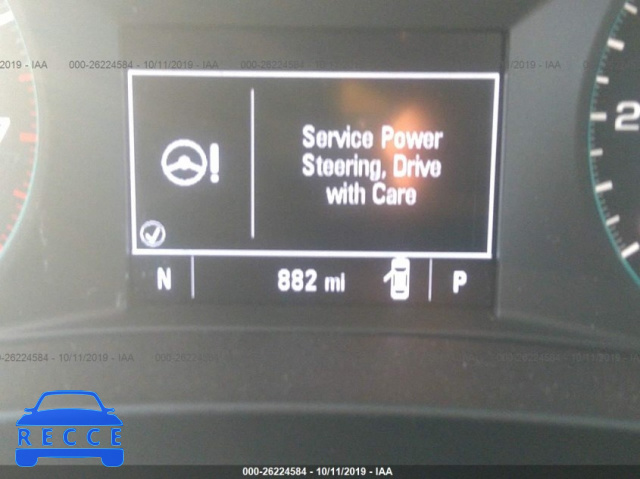 000-26224584 - 10/11/2019 - IAA
Service Power
Steering, Drive
with Care
N
882 mi
P
2
RECCE
000-26224584 - 10/11/2019 - IAA